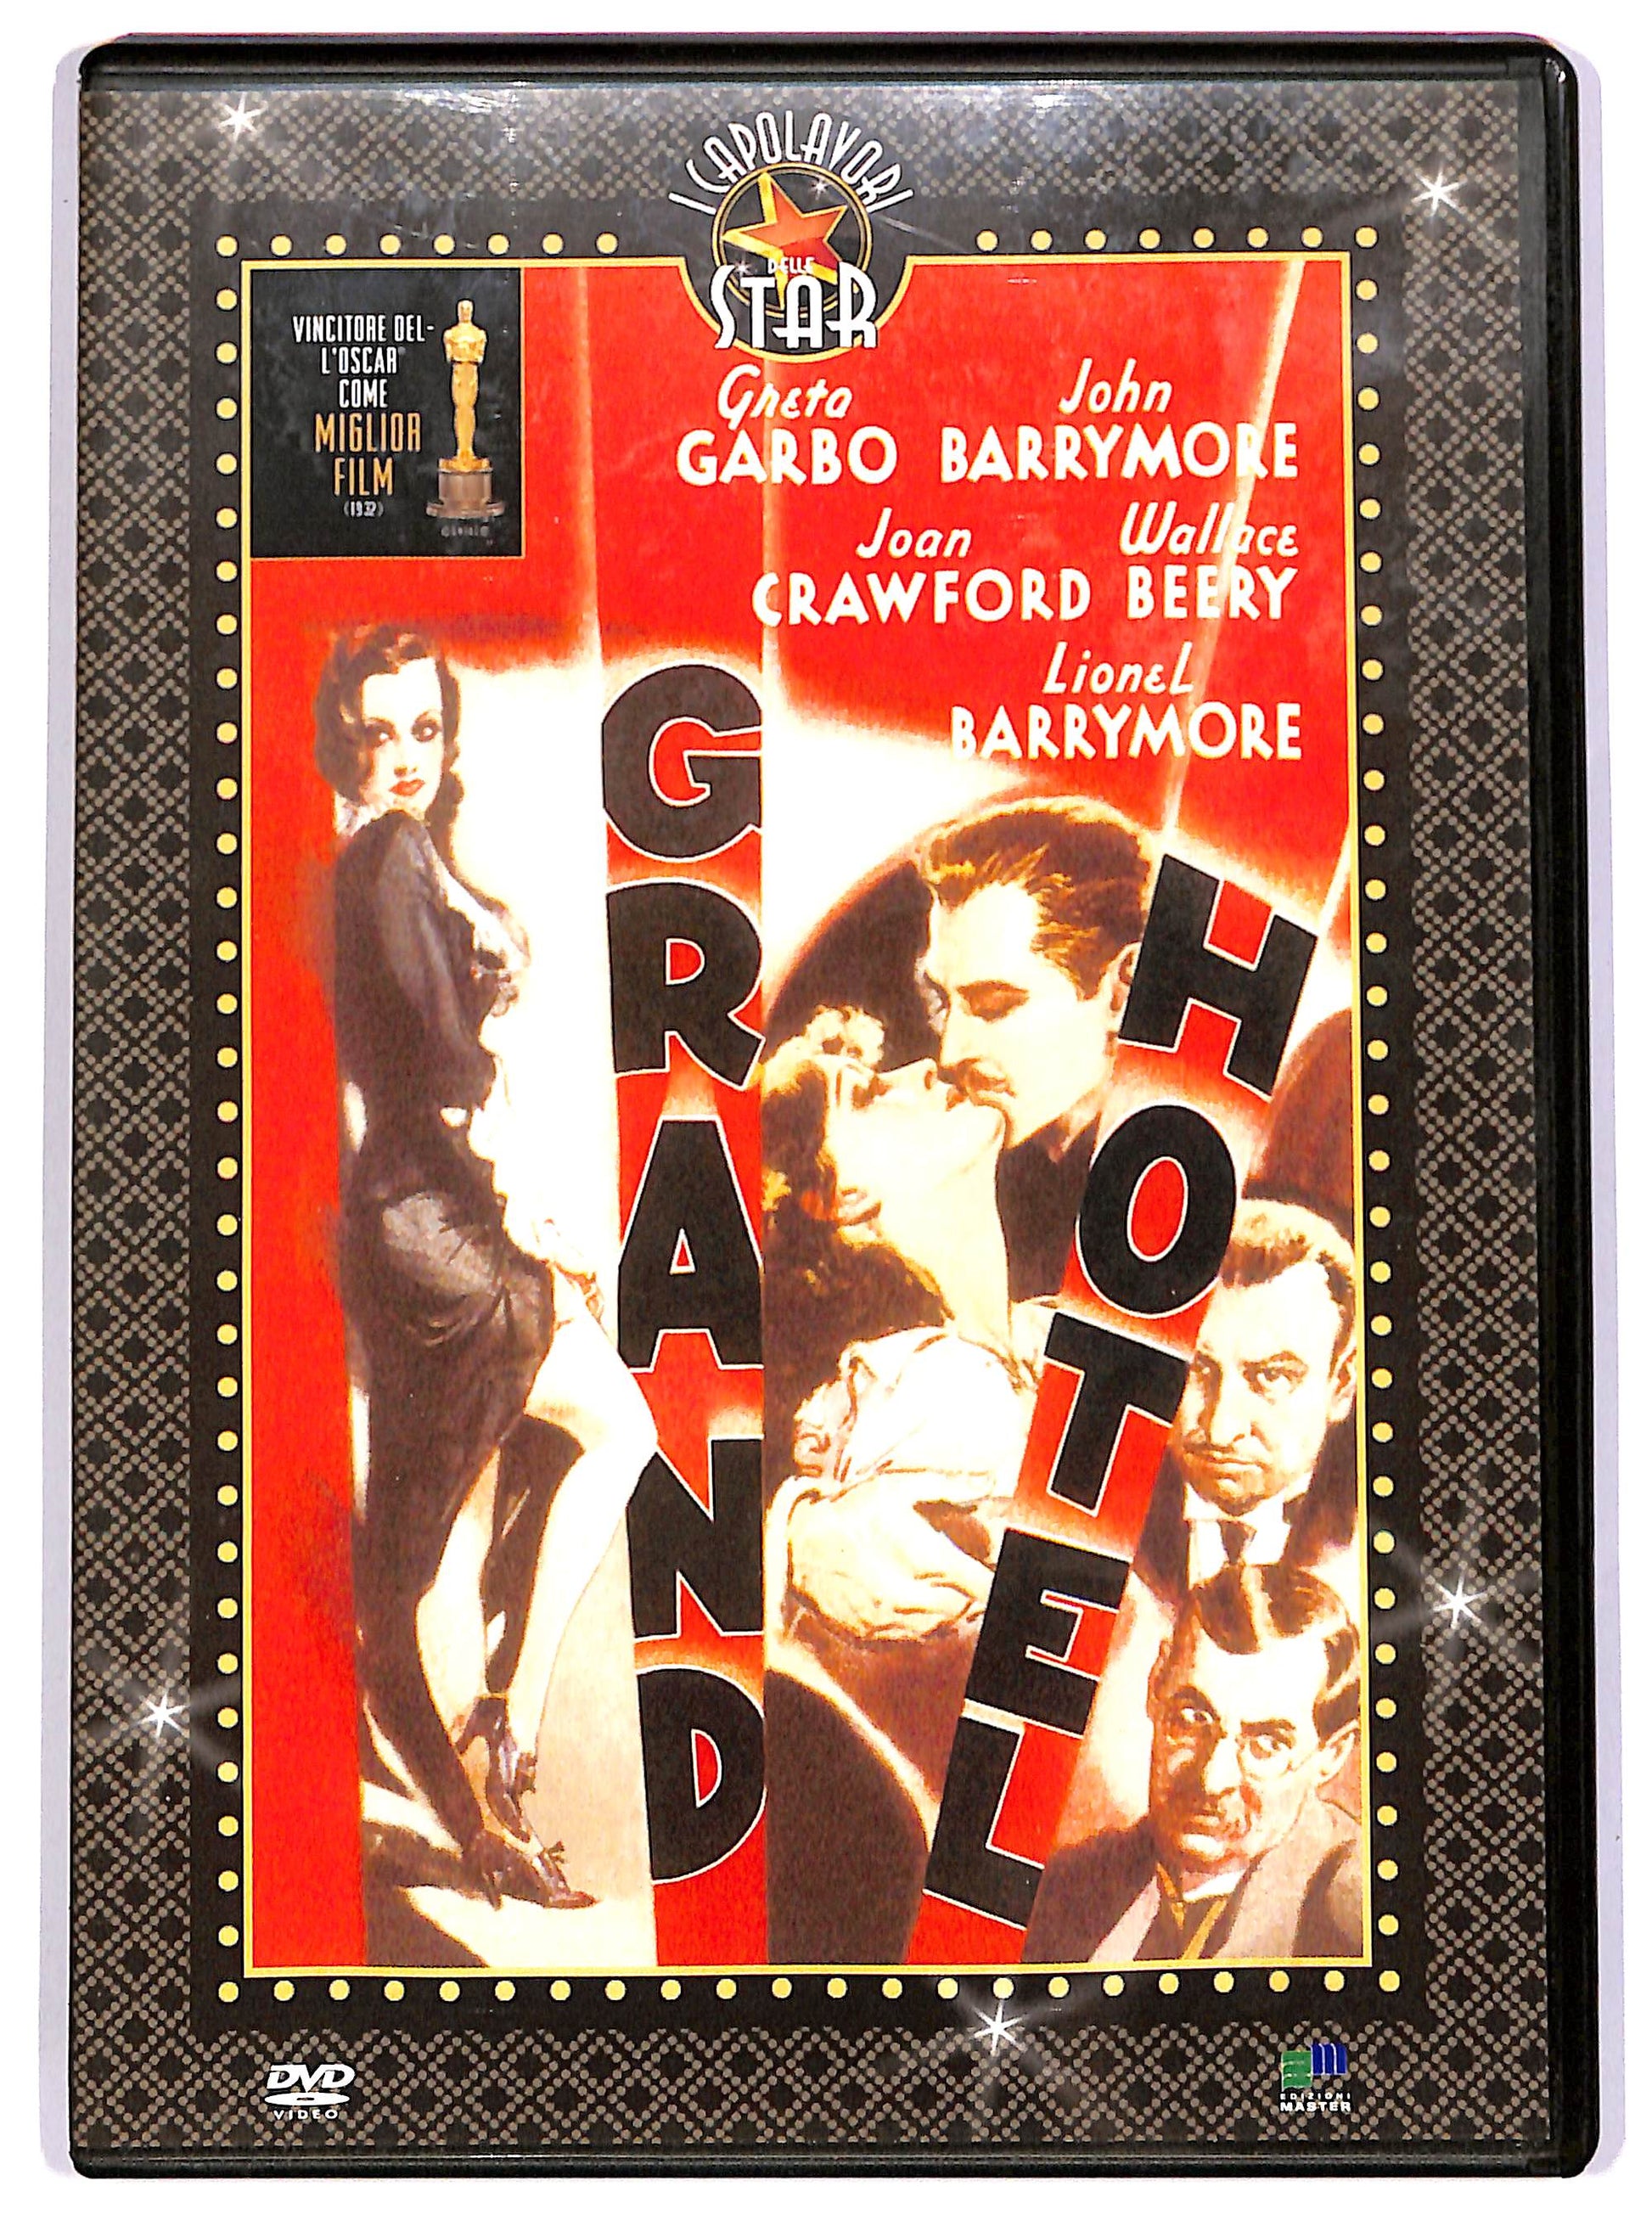 I CAPOLAVORI
DELLE
STAR
VINCITORE DEL-
L'OSCAR
COME
MIGLIOR
FILM
(1932)
Greta John
GARBO BARRYMORE
Joan Wallace
CRAWFORD BEERY
Lionel
BARRYMORE
GRAND
HOTEL
DVD
VIDEO
am
EDIZIONI
MASTER